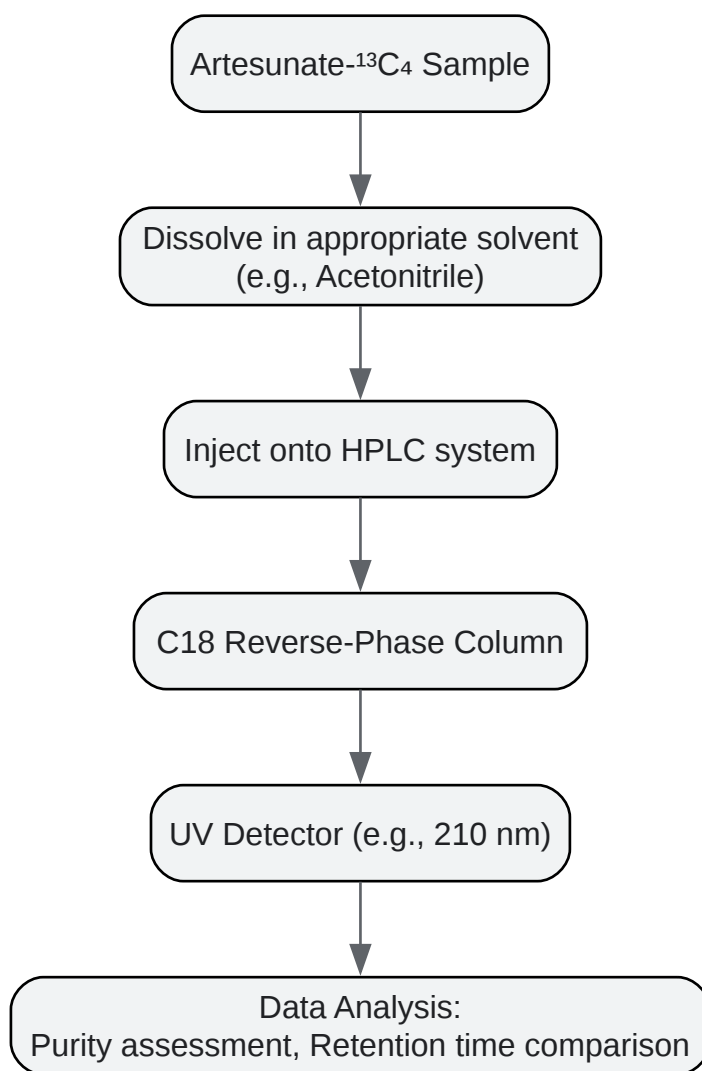 Artesunate-¹³C₄ Sample
Dissolve in appropriate solvent
(e.g., Acetonitrile)
Inject onto HPLC system
C18 Reverse-Phase Column
UV Detector (e.g., 210 nm)
Data Analysis:
Purity assessment, Retention time comparison